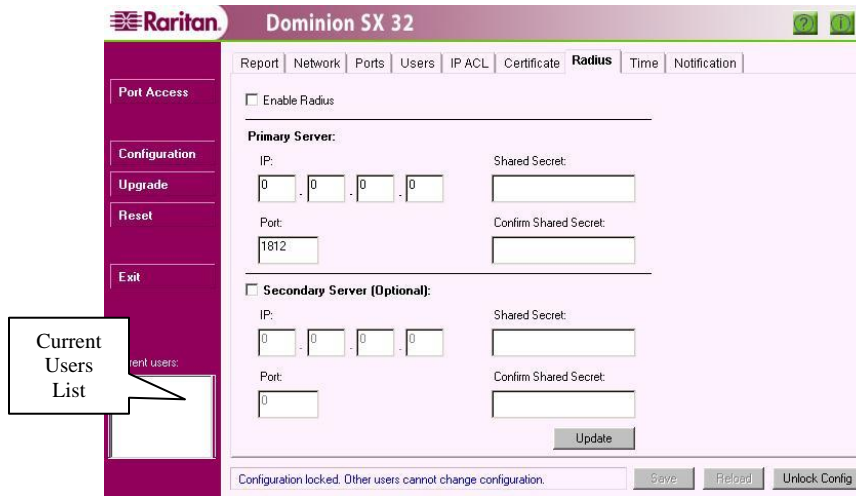 Raritan.
Dominion SX 32
? i
Report Network Ports Users IP ACL Certificate Radius Time Notification
Port Access
Configuration
Upgrade
Reset
Exit
Current
Users
List
rent users:
Enable Radius
Primary Server:
IP: Shared Secret:
0 . 0 . 0 . 0
Port: Confirm Shared Secret:
1812
Secondary Server (Optional):
IP: Shared Secret:
0 . 0 . 0 . 0
Port: Confirm Shared Secret:
0
Update
Configuration locked. Other users cannot change configuration. Save Reload Unlock Config